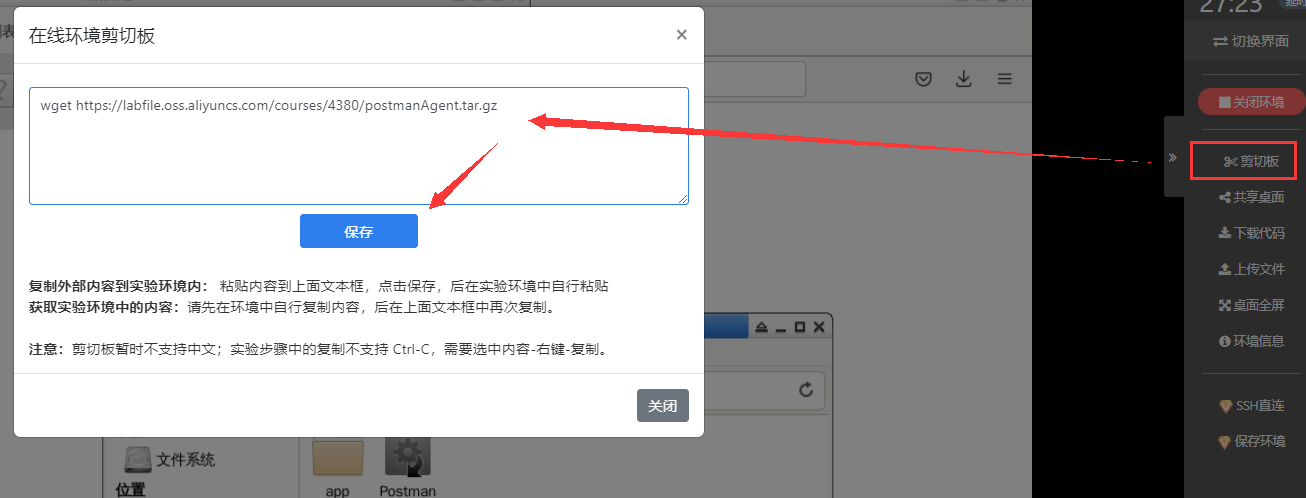 27:23
在线环境剪切板
×
切换界面
wget https://labfile.oss.aliyuncs.com/courses/4380/postmanAgent.tar.gz
关闭环境
剪切板
保存
共享桌面
下载代码
上传文件
复制外部内容到实验环境内： 粘贴内容到上面文本框，点击保存，后在实验环境中自行粘贴
获取实验环境中的内容：请先在环境中自行复制内容，后在上面文本框中再次复制。
桌面全屏
环境信息
注意：剪切板暂时不支持中文；实验步骤中的复制不支持 Ctrl-C，需要选中内容-右键-复制。
关闭
SSH直连
保存环境
文件系统
位置
app
Postman